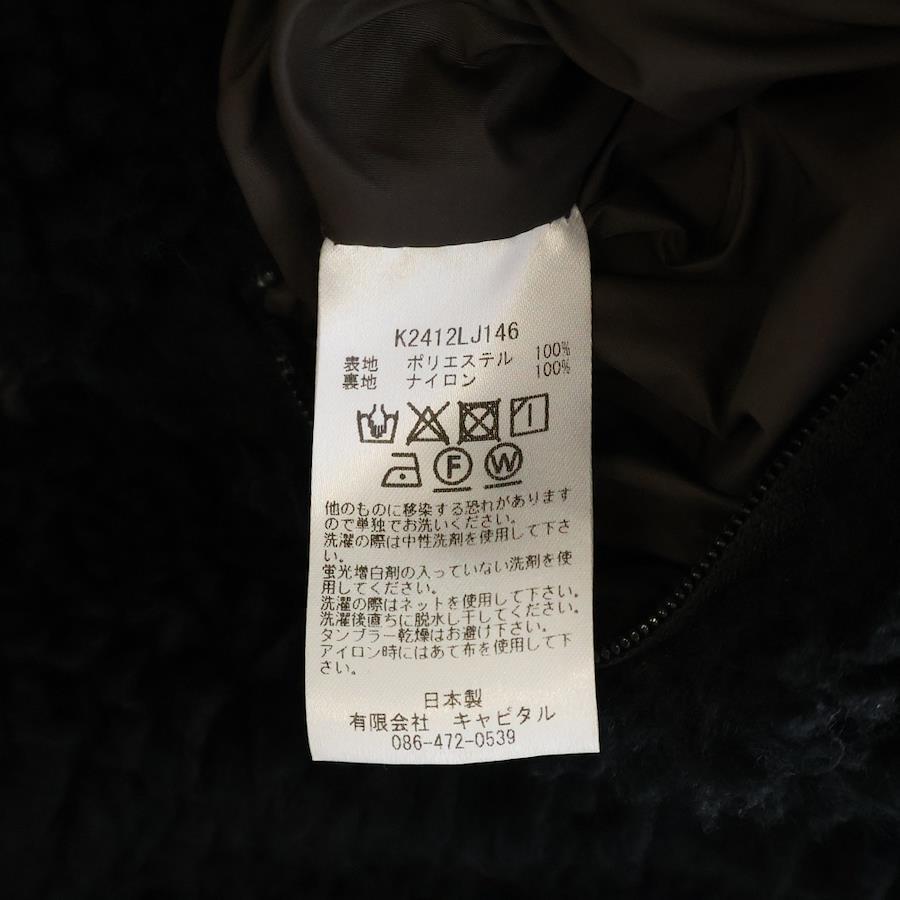 K2412LJ146
表地 ポリエステル 100%
裏地 ナイロン 100%
F W
他のものに移染する恐れがあります
ので単独でお洗いください。
洗濯の際は中性洗剤を使用して下さ
い。
蛍光増白剤の入っていない洗剤を使
用してください。
洗濯の際はネットを使用して下さい。
洗濯後直ちに脱水し干してください。
タンブラー乾燥はお避け下さい。
アイロン時にはあて布を使用して下
さい。
日本製
有限会社 キャピタル
086-472-0539